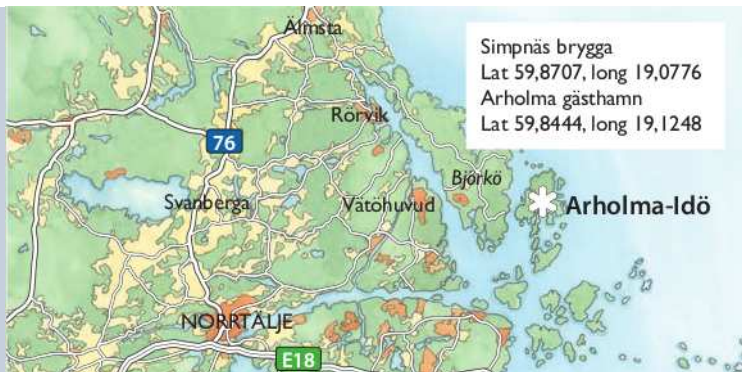 Älmsta
Simpnäs brygga
Lat 59,8707, long 19,0776
Arholma gästhamn
Lat 59,8444, long 19,1248
Rörvik
76
Björkö
Svanberga
Vätöhuvud
Arholma-Idö
NORRTÄLJE
E18